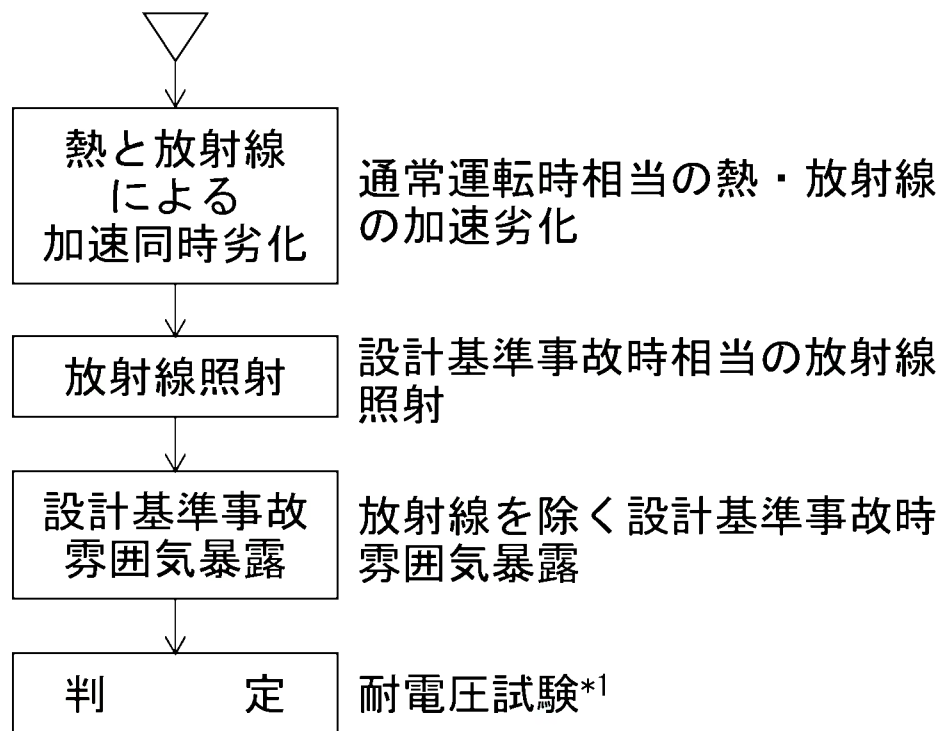 熱と放射線
による
加速同時劣化
通常運転時相当の熱・放射線
の加速劣化
放射線照射
設計基準事故時相当の放射線
照射
設計基準事故
雰囲気暴露
放射線を除く設計基準事故時
雰囲気暴露
判 定
耐電圧試験*1